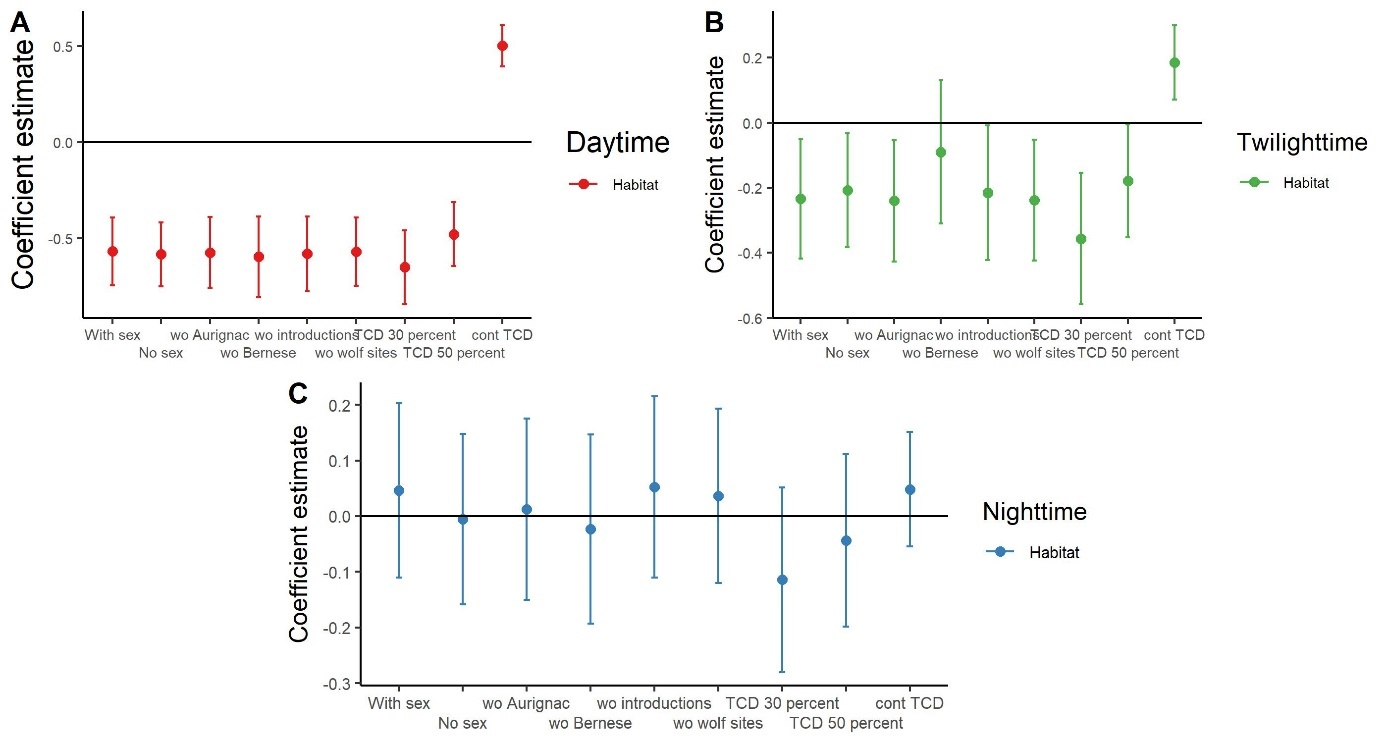 A
Coefficient estimate
0.5
0.0
-0.5
With sex
No sex
wo Aurignac
wo Bernese
wo introductions
wo wolf sites
TCD 30 percent
TCD 50 percent
cont TCD
Daytime
Habitat
B
Coefficient estimate
0.2
0.0
-0.2
-0.4
-0.6
With sex
No sex
wo Aurignac
wo Bernese
wo introductions
wo wolf sites
TCD 30 percent
TCD 50 percent
cont TCD
Twilighttime
Habitat
C
Coefficient estimate
0.2
0.1
0.0
-0.1
-0.2
-0.3
With sex
No sex
wo Aurignac
wo Bernese
wo introductions
wo wolf sites
TCD 30 percent
TCD 50 percent
cont TCD
Nighttime
Habitat